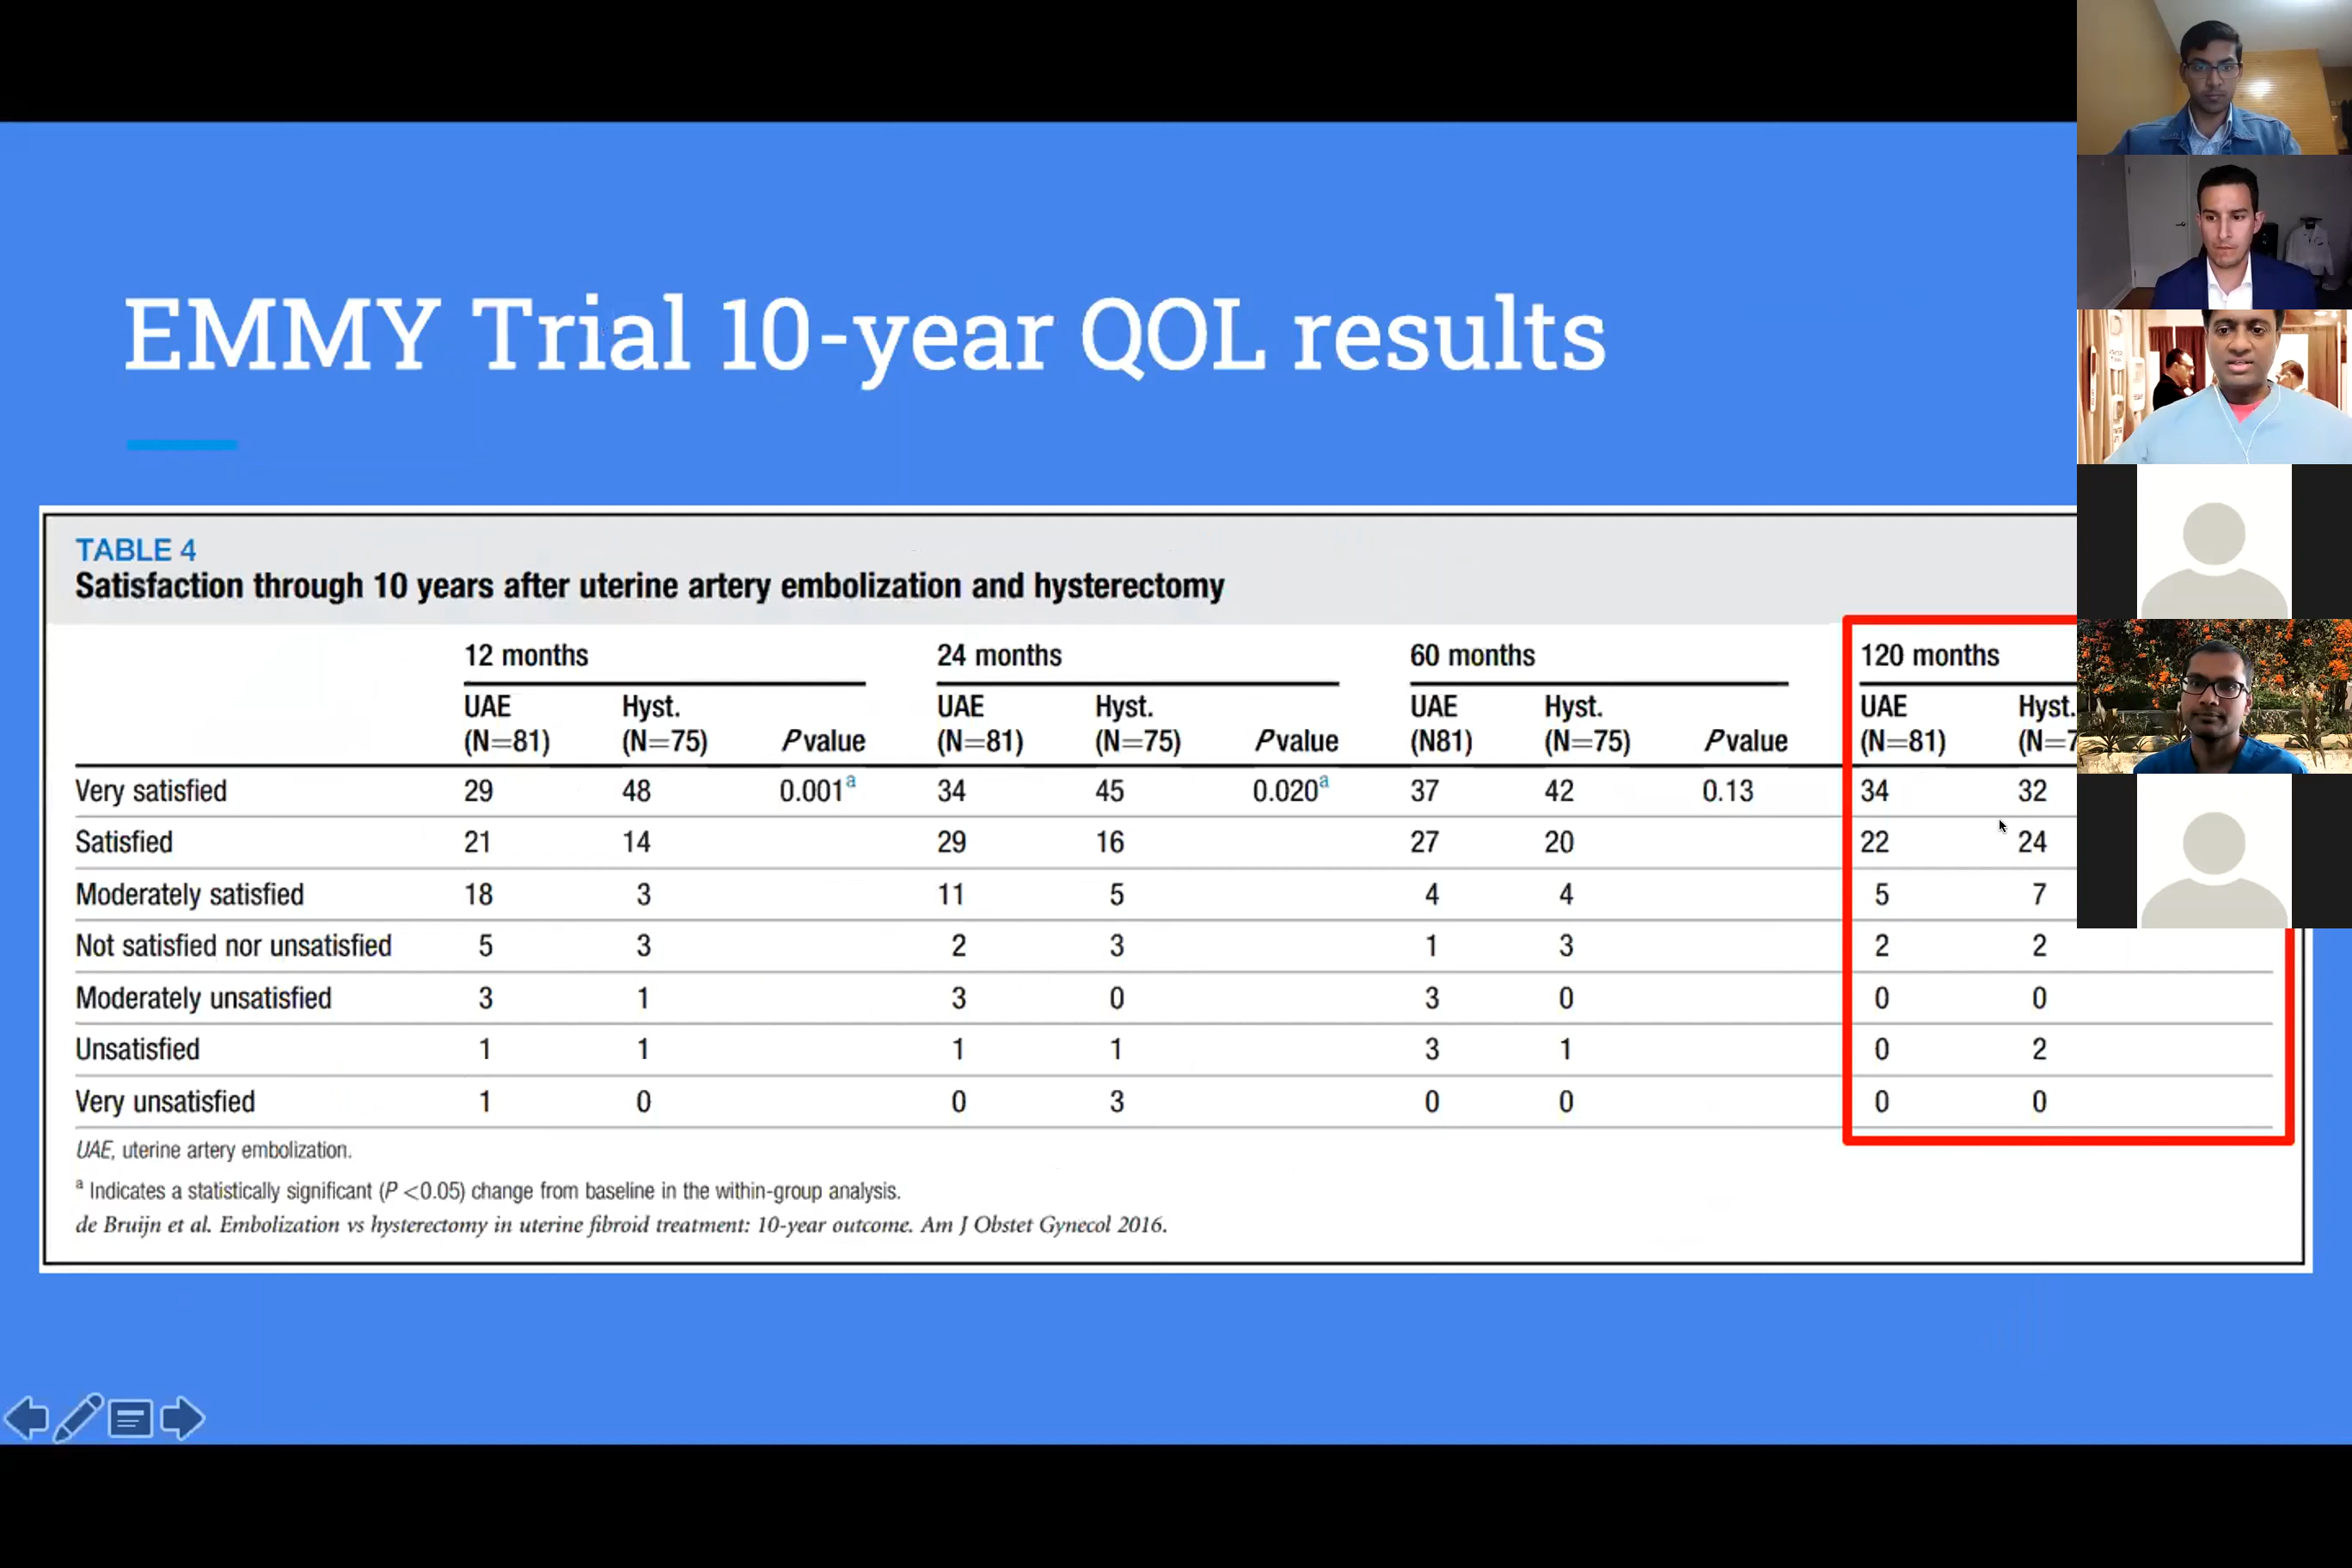 EMMY Trial 10-year QOL results
TABLE 4
Satisfaction through 10 years after uterine artery embolization and hysterectomy
12 months 24 months 60 months 120 months
UAE Hyst. UAE Hyst. UAE Hyst. UAE Hyst.
(N=81) (N=75) P value (N=81) (N=75) P value (N81) (N=75) P value (N=81) (N=7
Very satisfied 29 48 0.001a 34 45 0.020a 37 42 0.13 34 32
Satisfied 21 14 29 16 27 20 22 24
Moderately satisfied 18 3 11 5 4 4 5 7
Not satisfied nor unsatisfied 5 3 2 3 1 3 2 2
Moderately unsatisfied 3 1 3 0 3 0 0 0
Unsatisfied 1 1 1 1 3 1 0 2
Very unsatisfied 1 0 0 3 0 0 0 0
UAE, uterine artery embolization.
a Indicates a statistically significant (P <0.05) change from baseline in the within-group analysis.
de Bruijn et al. Embolization vs hysterectomy in uterine fibroid treatment: 10-year outcome. Am J Obstet Gynecol 2016.